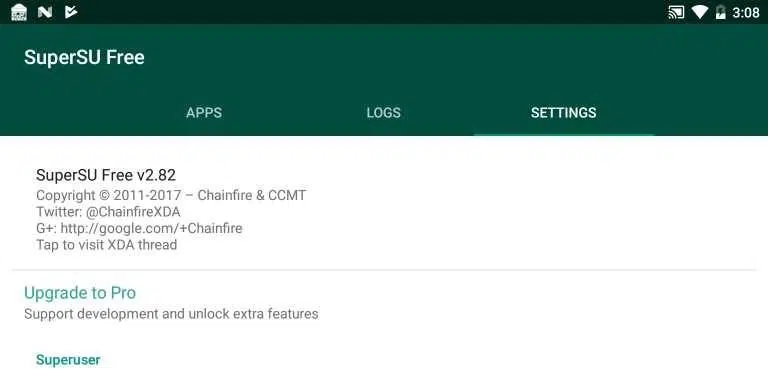 3:08
SuperSU Free
APPS LOGS SETTINGS
SuperSU Free v2.82
Copyright © 2011-2017 – Chainfire & CCMT
Twitter: @ChainfireXDA
G+: http://google.com/+Chainfire
Tap to visit XDA thread
Upgrade to Pro
Support development and unlock extra features
Superuser